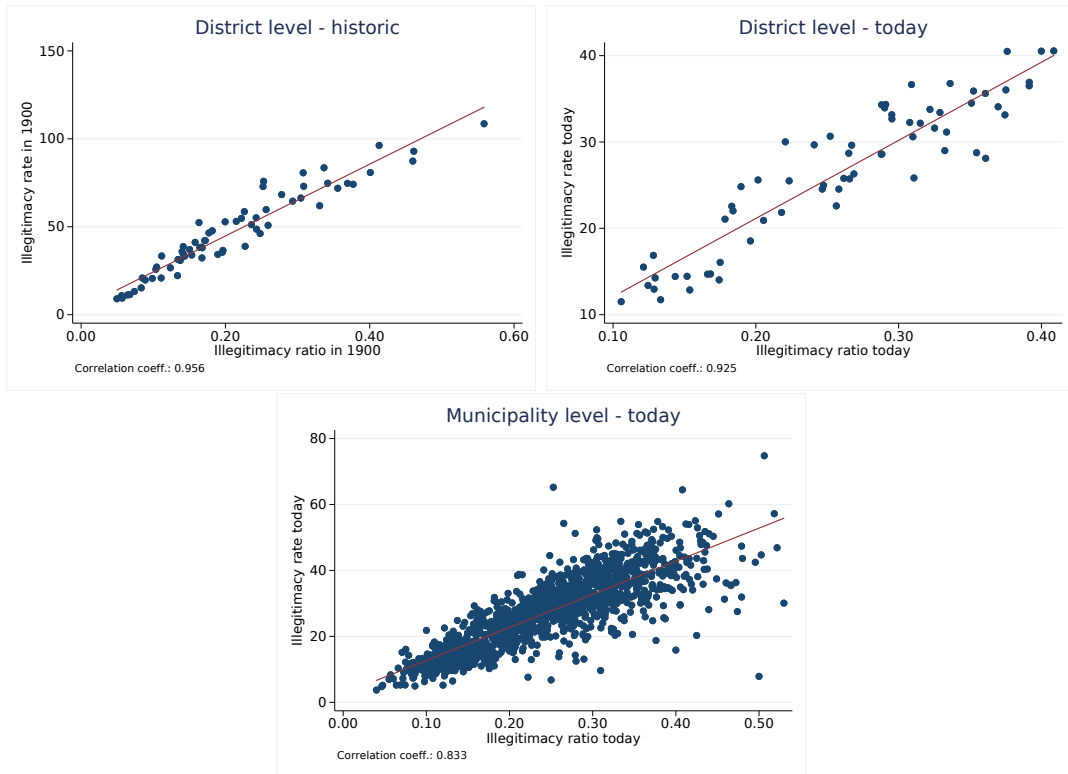 District level - historic
150
100
50
0
Illegitimacy rate in 1900
0.00 0.20 0.40 0.60
Illegitimacy ratio in 1900
Correlation coeff.: 0.956
District level - today
40
30
20
10
Illegitimacy rate today
0.10 0.20 0.30 0.40
Illegitimacy ratio today
Correlation coeff.: 0.925
Municipality level - today
80
60
40
20
0
Illegitimacy rate today
0.00 0.10 0.20 0.30 0.40 0.50
Illegitimacy ratio today
Correlation coeff.: 0.833